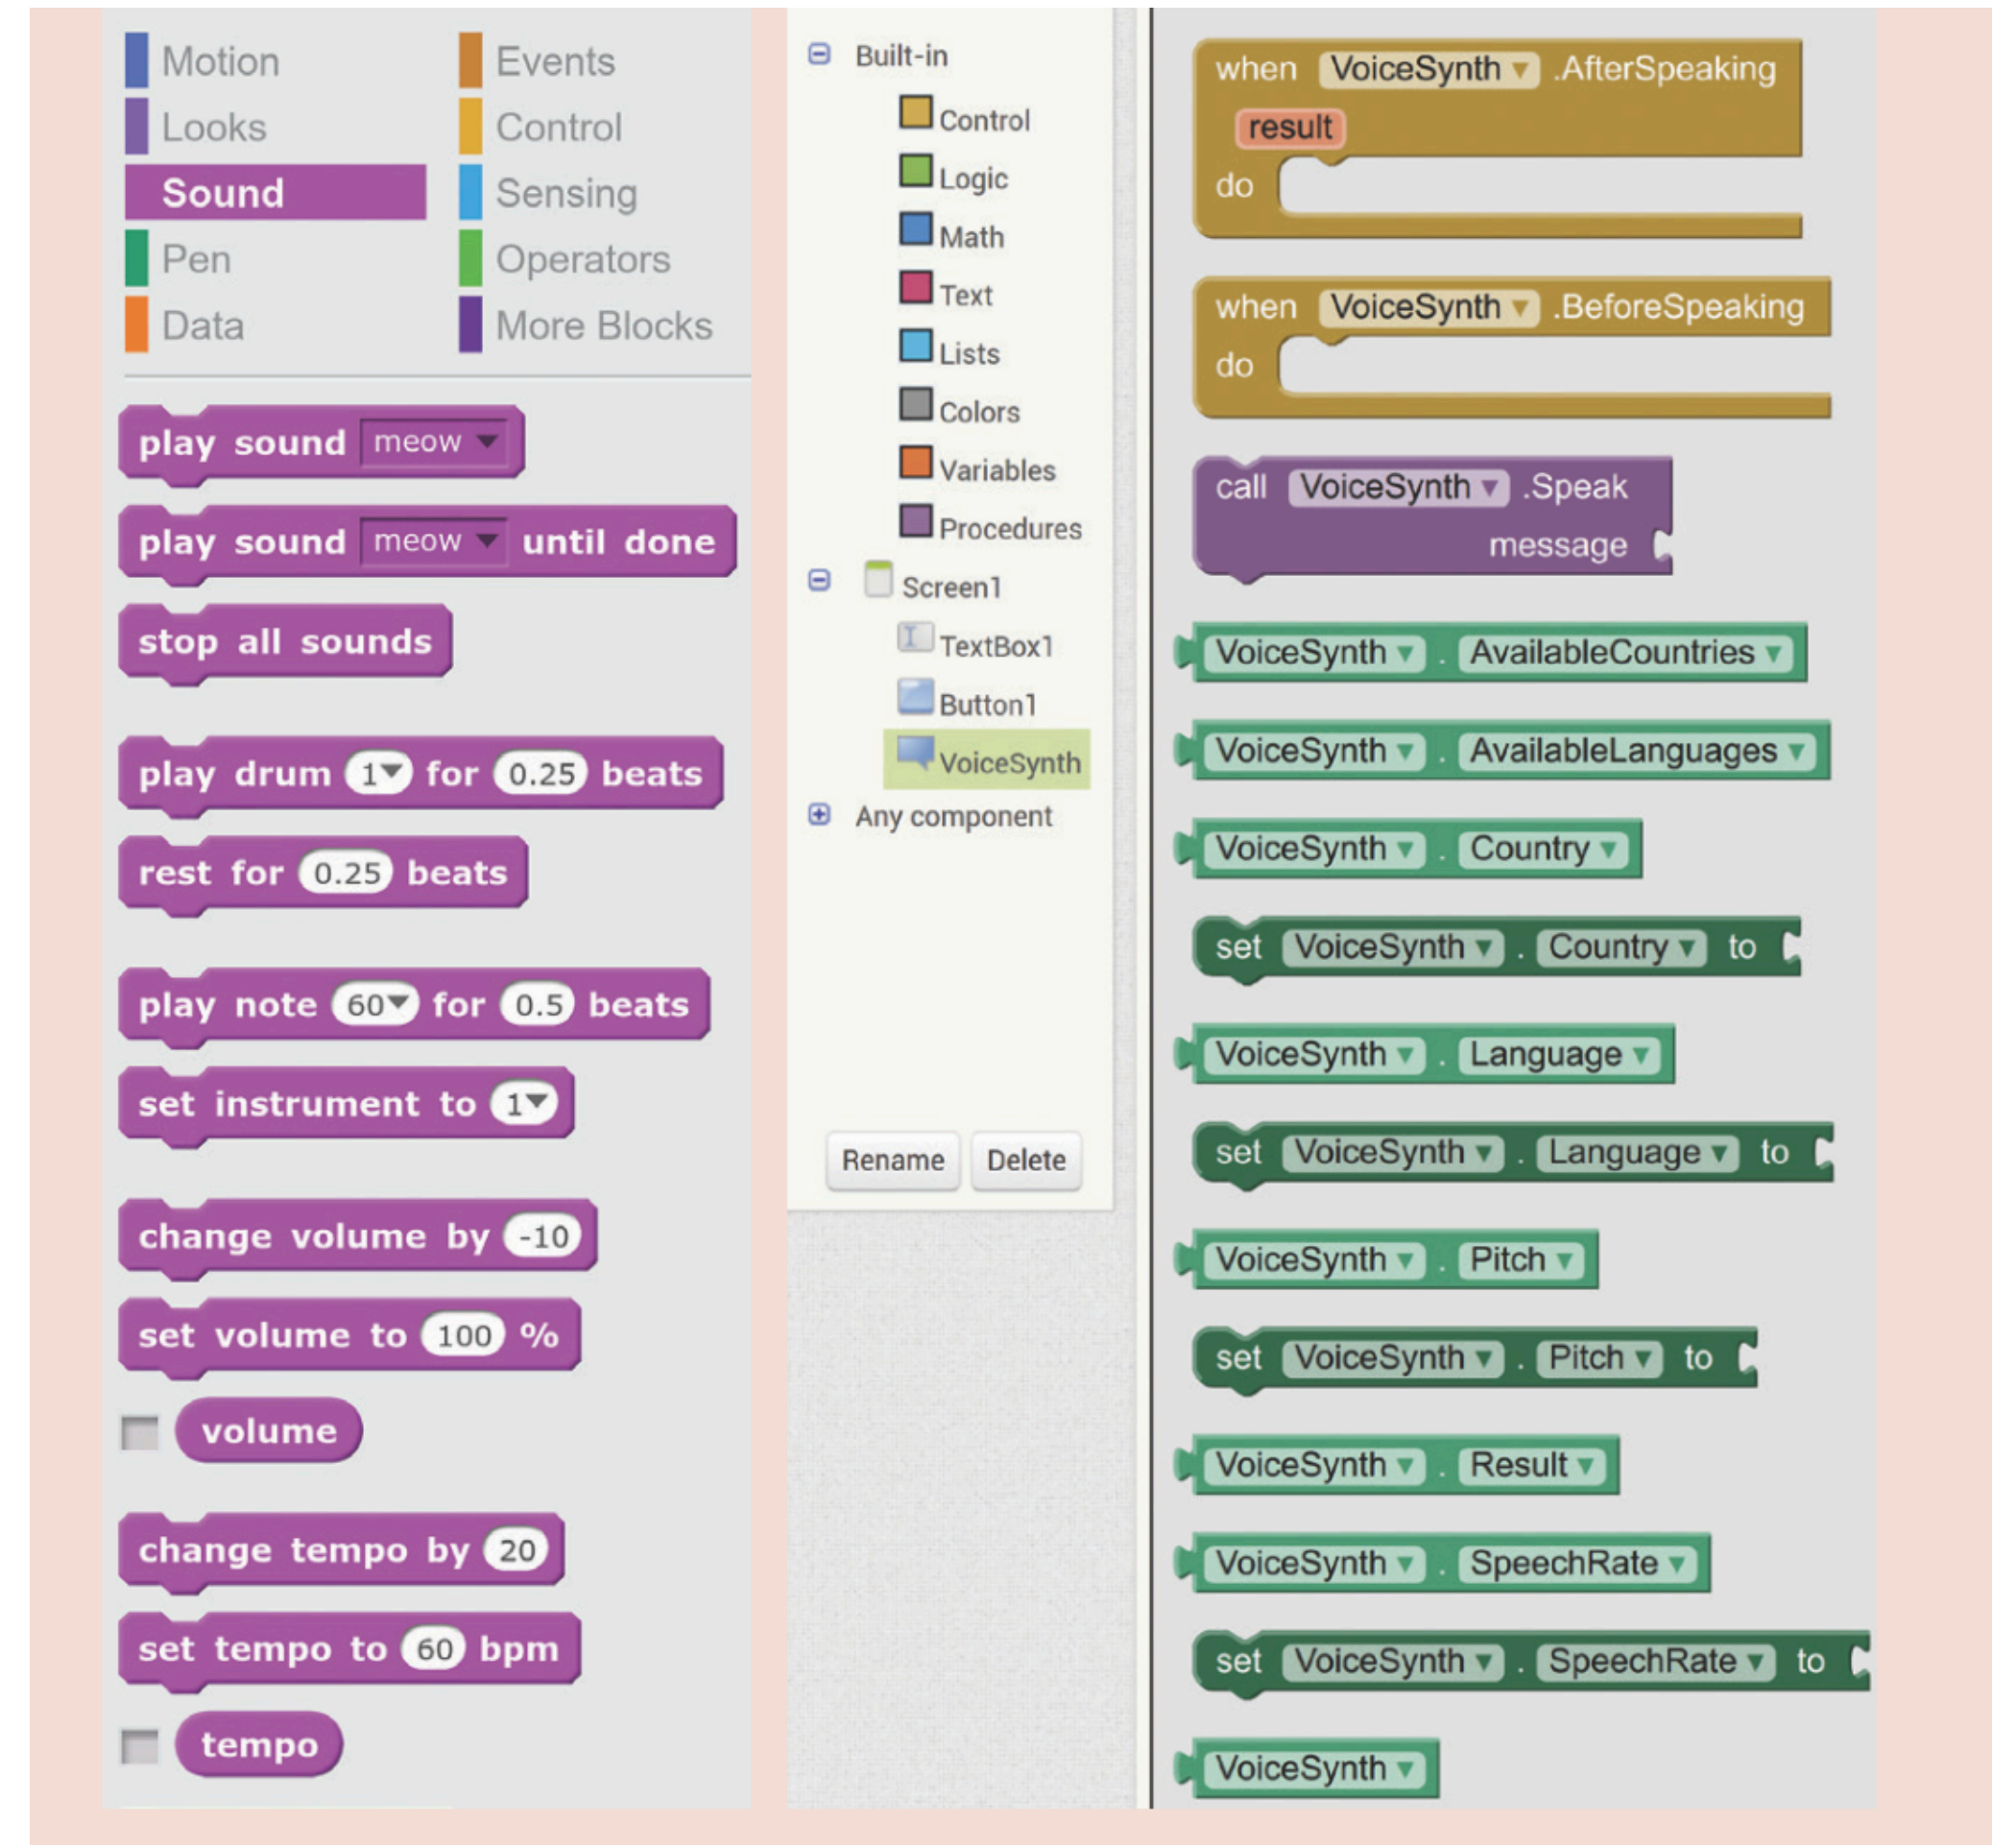 Motion
Events
Looks
Control
Sound
Sensing
Pen
Operators
Data
More Blocks
play sound meow
play sound meow until done
stop all sounds
play drum 1 for 0.25 beats
rest for 0.25 beats
play note 60 for 0.5 beats
set instrument to 1
change volume by -10
set volume to 100 %
volume
change tempo by 20
set tempo to 60 bpm
tempo
Built-in
Control
Logic
Math
Text
Lists
Colors
Variables
Procedures
Screen1
TextBox1
Button1
VoiceSynth
Any component
Rename Delete
when VoiceSynth .AfterSpeaking
result
do
when VoiceSynth .BeforeSpeaking
do
call VoiceSynth .Speak
message
VoiceSynth . AvailableCountries
VoiceSynth . AvailableLanguages
VoiceSynth . Country
set VoiceSynth . Country to
VoiceSynth . Language
set VoiceSynth . Language to
VoiceSynth . Pitch
set VoiceSynth . Pitch to
VoiceSynth . Result
VoiceSynth . SpeechRate
set VoiceSynth . SpeechRate to
VoiceSynth